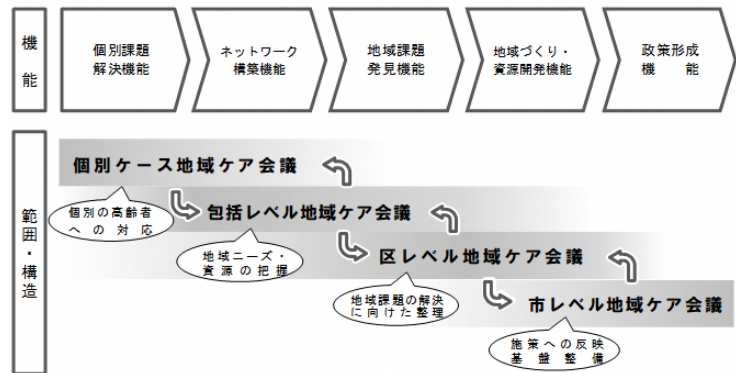 機能
個別課題
解決機能
ネットワーク
構築機能
地域課題
発見機能
地域づくり・
資源開発機能
政策形成
機能
範囲・構造
個別ケース地域ケア会議
個別の高齢者
への対応
包括レベル地域ケア会議
地域ニーズ・
資源の把握
区レベル地域ケア会議
地域課題の解決
に向けた整理
市レベル地域ケア会議
施策への反映
基盤整備